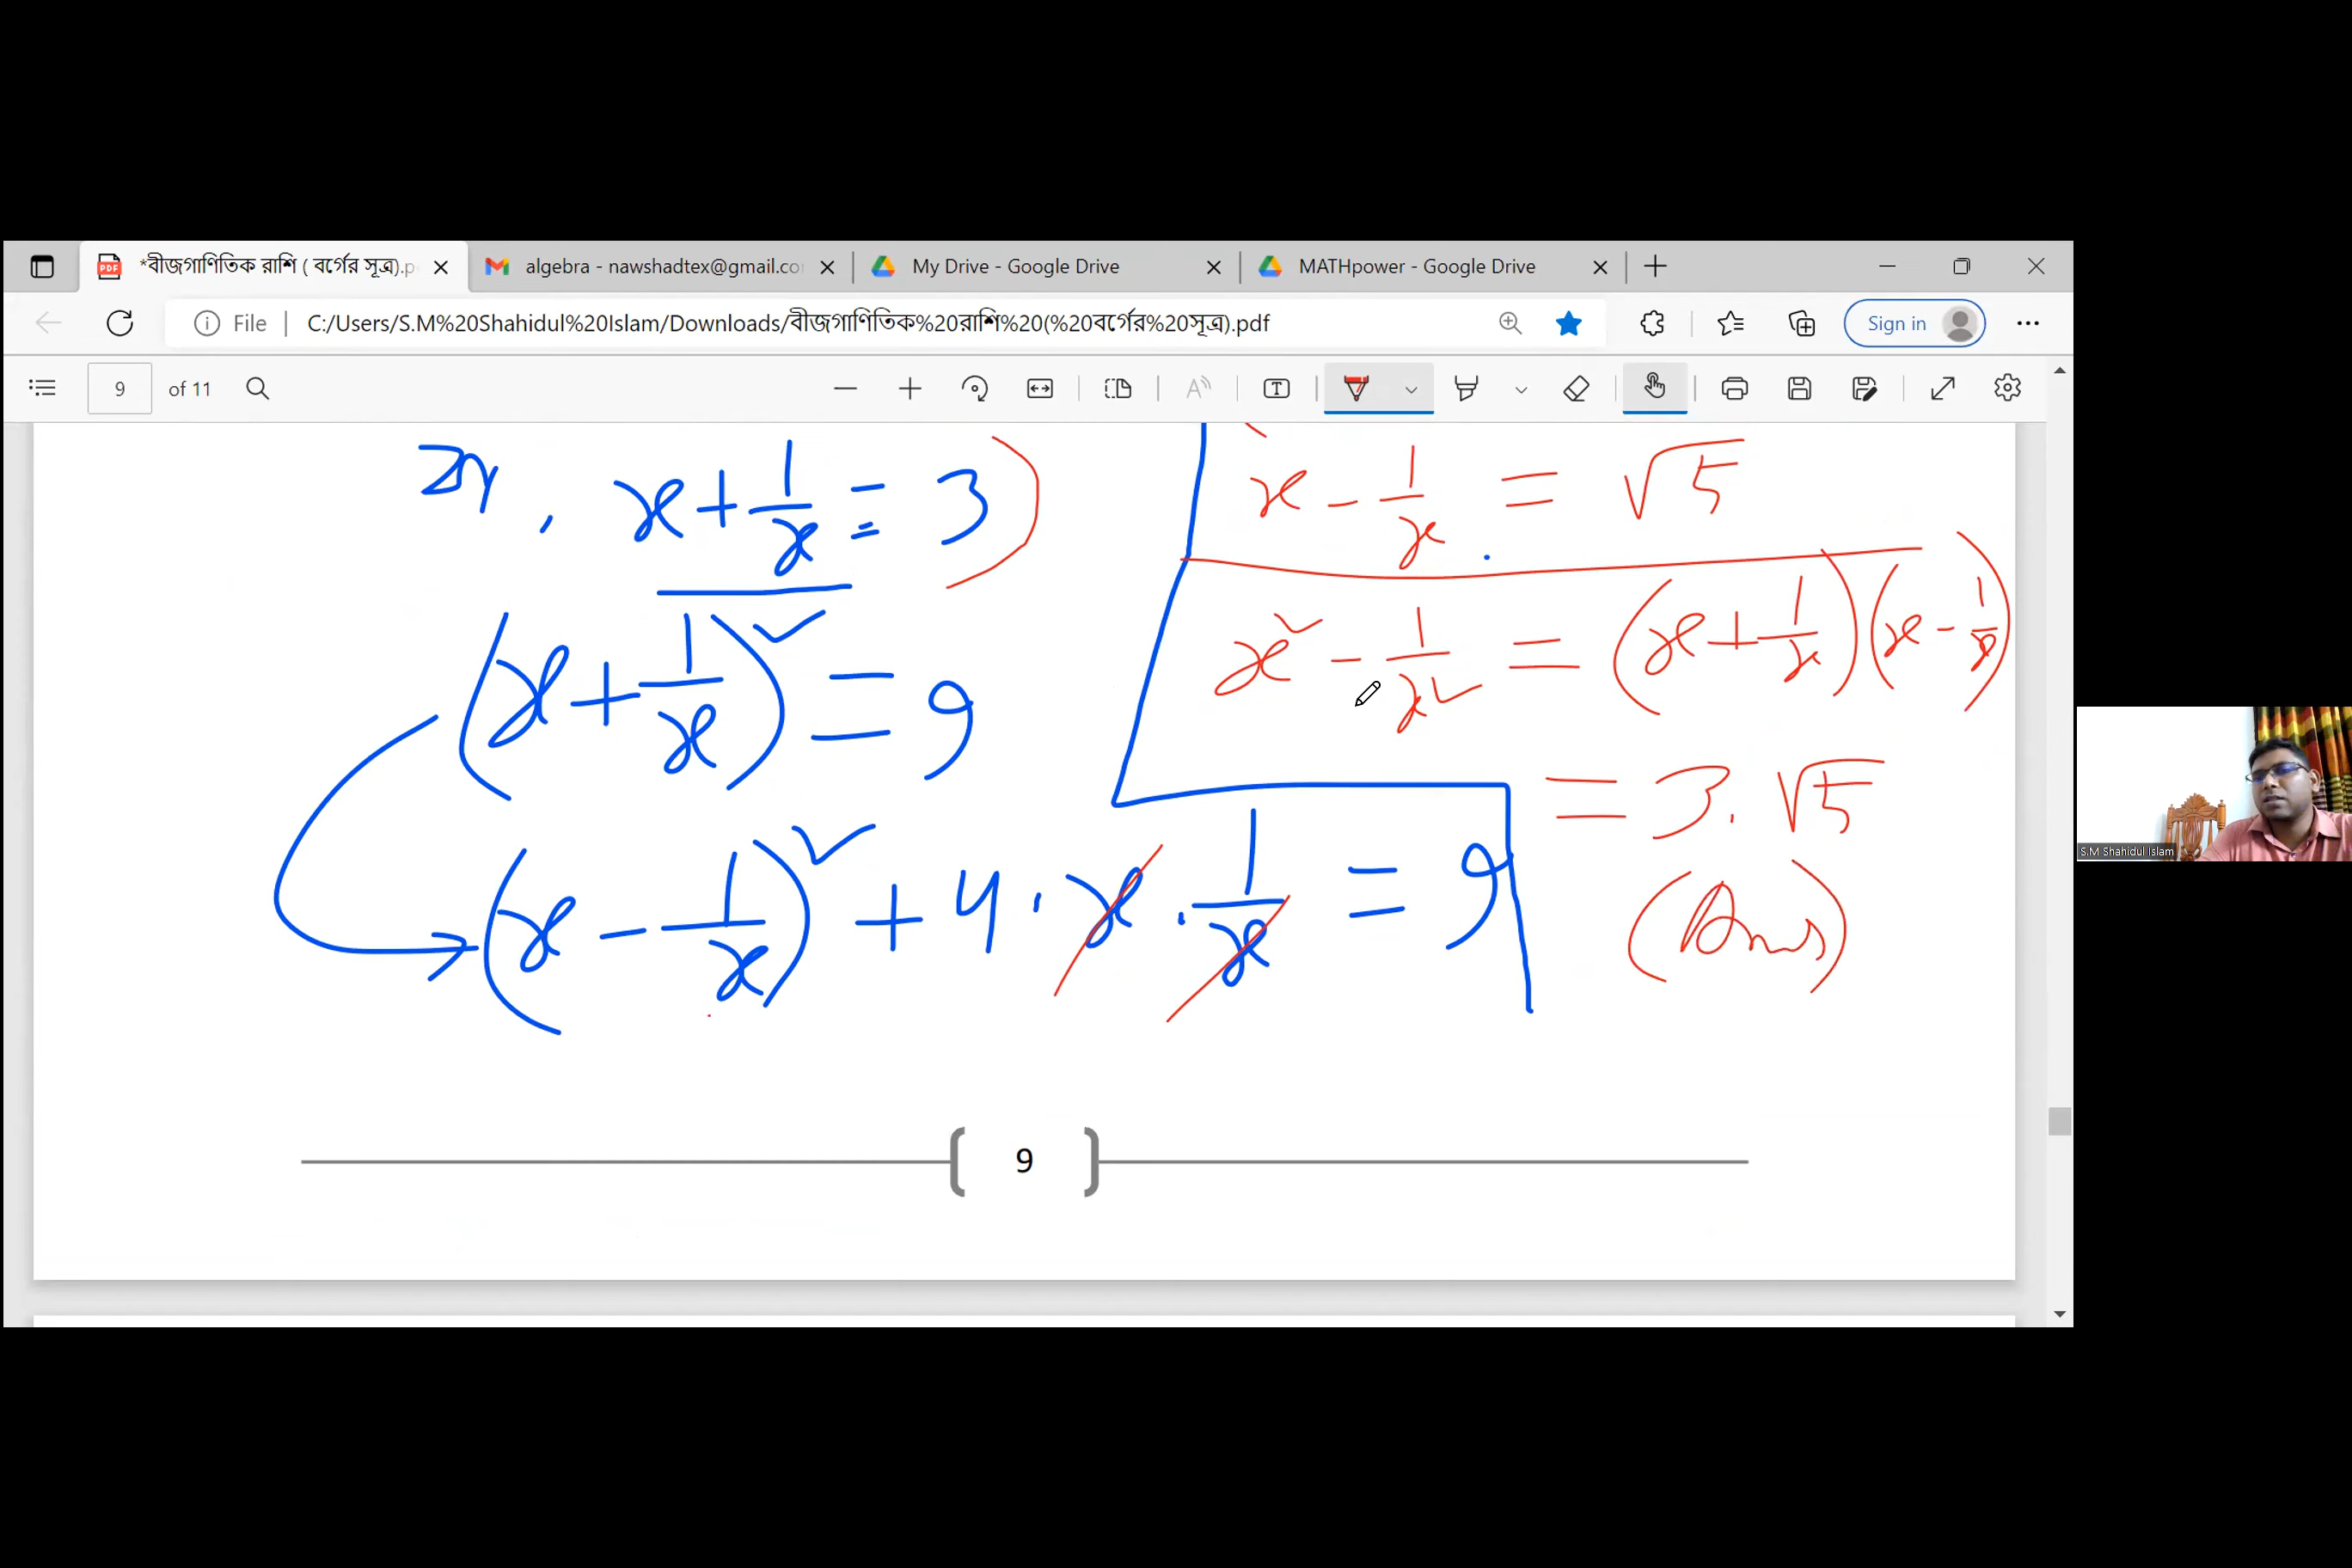 *বীজগাণিতিক রাশি ( বর্গের সূত্র).p
algebra - nawshadtex@gmail.co
My Drive - Google Drive
MATHpower - Google Drive
File
C:/Users/S.M%20Shahidul%20Islam/Downloads/বীজগাণিতিক%20রাশি%20(%20বর্গের%20সূত্র).pdf
Sign in
9 of 11
x + 1/x = 3
(x + 1/x)² = 9
(x - 1/x)² + 4 · x · 1/x = 9
x - 1/x = √5
x² - 1/x² = (x + 1/x)(x - 1/x)
= 3. √5
(Ans)
9
S.M Shahidul Islam